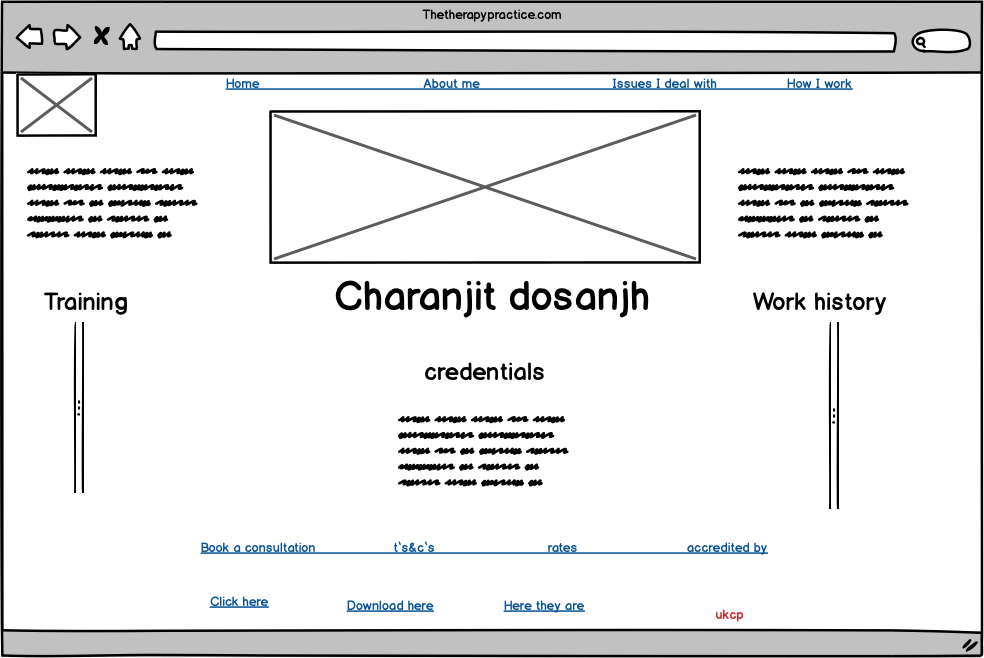 Thetherapypractice.com
Home About me Issues I deal with How I work
Training
Charanjit dosanjh
Work history
credentials
Book a consultation t`s&c`s rates accredited by
Click here Download here Here they are
ukcp